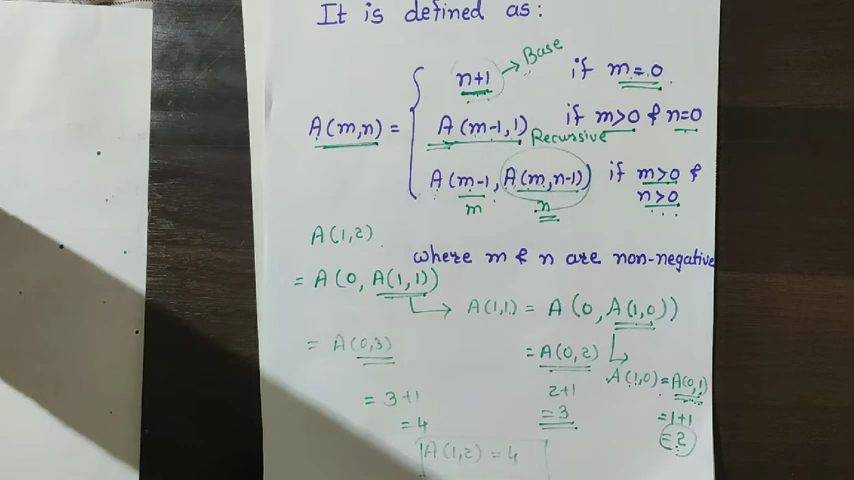 It is defined as:
n+1 → Base if m=0
A(m,n) = { A(m-1,1) if m>0 & n=0
Recursive
A(m-1, A(m,n-1)) if m>0 &
n>0
m n
A(1,2)
where m & n are non-negative
= A(0, A(1,1))
A(1,1) = A(0, A(1,0))
= A(0,3)
= A(0,2)
A(1,0)=A(0,1)
= 3+1
2+1
=1+1
= 4
=3
=2
A(1,2) = 4